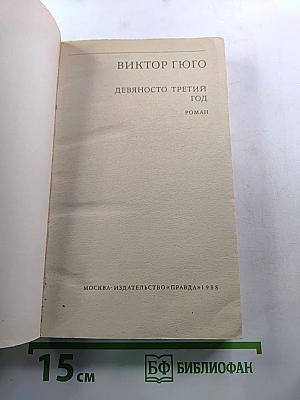 ВИКТОР ГЮГО
ДЕВЯНОСТО ТРЕТИЙ
ГОД
РОМАН
МОСКВА·ИЗДАТЕЛЬСТВО«ПРАВДА»1988
15 см
БФ БИБЛИОФАН